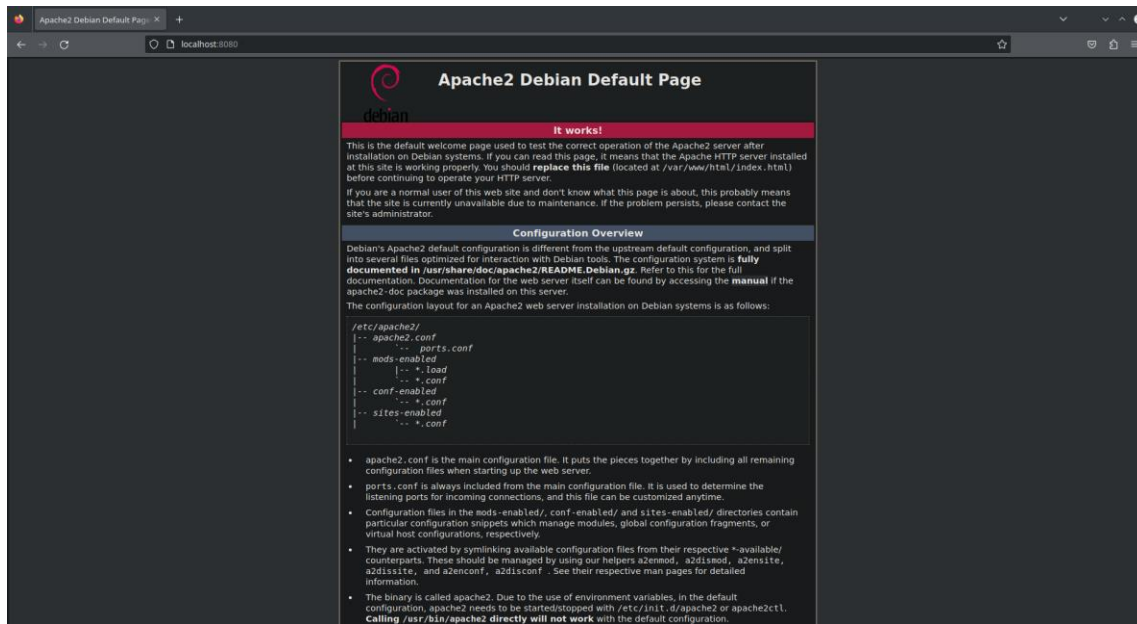 Apache2 Debian Default Page
localhost:8080
debian
Apache2 Debian Default Page
It works!
This is the default welcome page used to test the correct operation of the Apache2 server after
installation on Debian systems. If you can read this page, it means that the Apache HTTP server installed
at this site is working properly. You should replace this file (located at /var/www/html/index.html)
before continuing to operate your HTTP server.
If you are a normal user of this web site and don't know what this page is about, this probably means
that the site is currently unavailable due to maintenance. If the problem persists, please contact the
site's administrator.
Configuration Overview
Debian's Apache2 default configuration is different from the upstream default configuration, and split
into several files optimized for interaction with Debian tools. The configuration system is fully
documented in /usr/share/doc/apache2/README.Debian.gz. Refer to this for the full
documentation. Documentation for the web server itself can be found by accessing the manual if the
apache2-doc package was installed on this server.
The configuration layout for an Apache2 web server installation on Debian systems is as follows:
/etc/apache2/
|-- apache2.conf
|       `--  ports.conf
|-- mods-enabled
|       |-- *.load
|       `-- *.conf
|-- conf-enabled
|       `-- *.conf
|-- sites-enabled
|       `-- *.conf
• apache2.conf is the main configuration file. It puts the pieces together by including all remaining
configuration files when starting up the web server.
• ports.conf is always included from the main configuration file. It is used to determine the
listening ports for incoming connections, and this file can be customized anytime.
• Configuration files in the mods-enabled/, conf-enabled/ and sites-enabled/ directories contain
particular configuration snippets which manage modules, global configuration fragments, or
virtual host configurations, respectively.
• They are activated by symlinking available configuration files from their respective *-available/
counterparts. These should be managed by using our helpers a2enmod, a2dismod, a2ensite,
a2dissite, and a2enconf, a2disconf . See their respective man pages for detailed
information.
• The binary is called apache2. Due to the use of environment variables, in the default
configuration, apache2 needs to be started/stopped with /etc/init.d/apache2 or apache2ctl.
Calling /usr/bin/apache2 directly will not work with the default configuration.